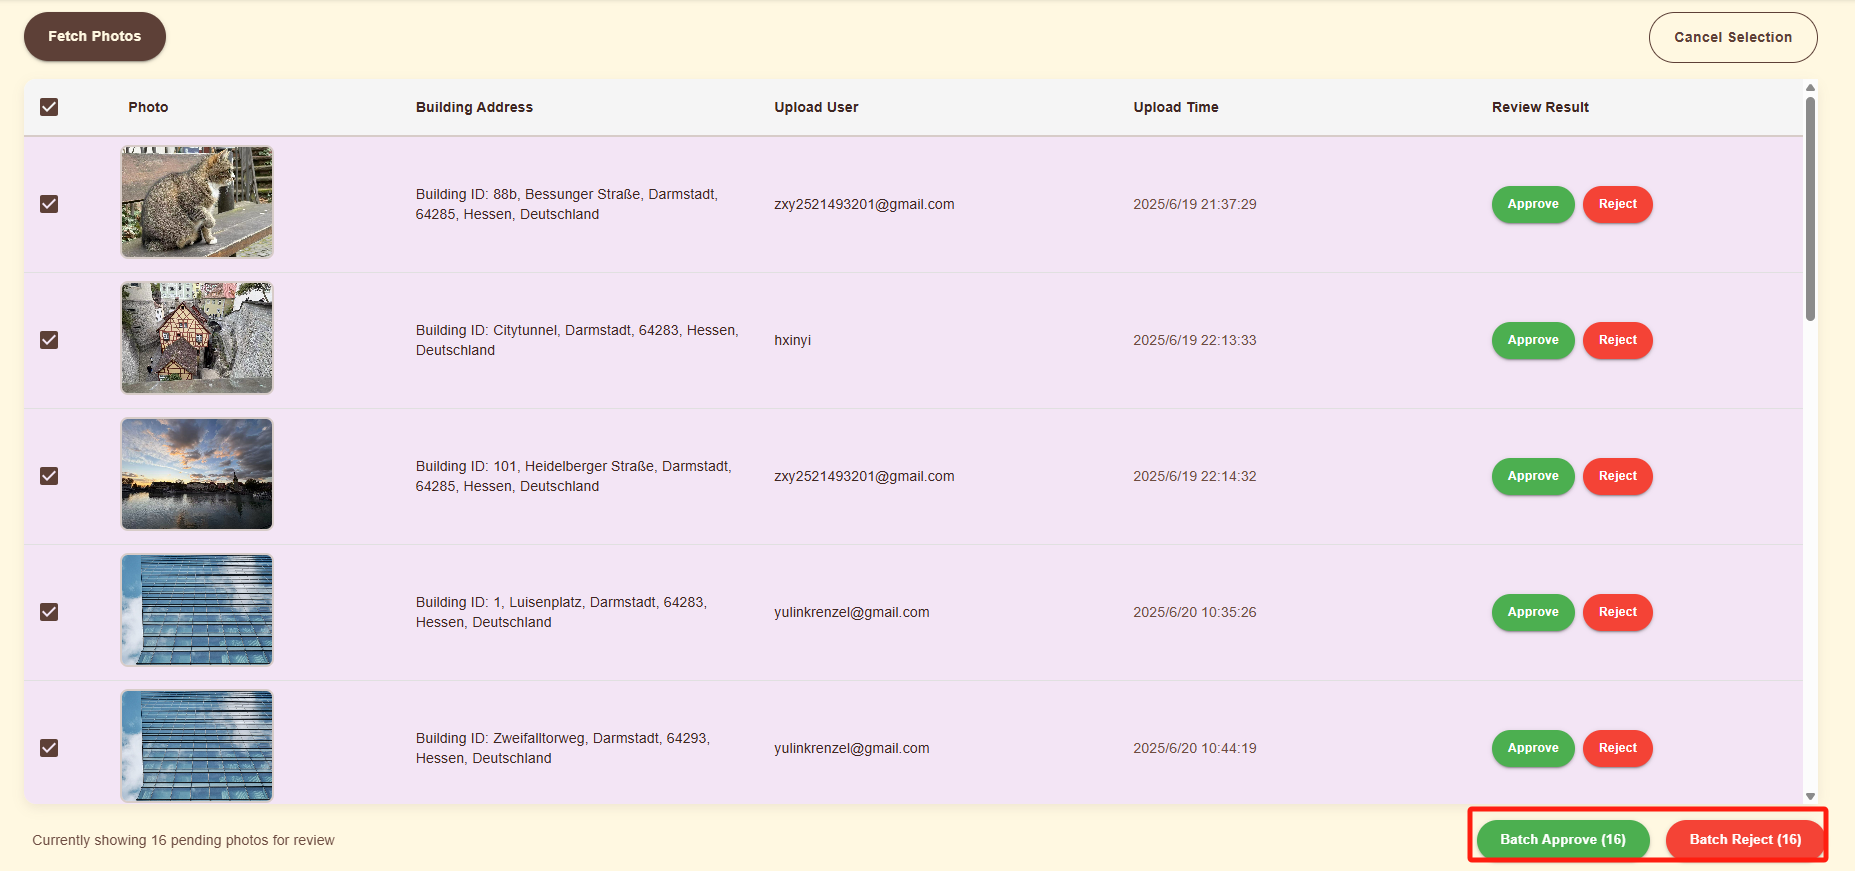 Fetch Photos
Cancel Selection
Photo Building Address Upload User Upload Time Review Result
Building ID: 88b, Bessunger Straße, Darmstadt,
64285, Hessen, Deutschland
zxy2521493201@gmail.com
2025/6/19 21:37:29
Approve
Reject
Building ID: Citytunnel, Darmstadt, 64283, Hessen,
Deutschland
hxinyi
2025/6/19 22:13:33
Approve
Reject
Building ID: 101, Heidelberger Straße, Darmstadt,
64285, Hessen, Deutschland
zxy2521493201@gmail.com
2025/6/19 22:14:32
Approve
Reject
Building ID: 1, Luisenplatz, Darmstadt, 64283,
Hessen, Deutschland
yulinkrenzel@gmail.com
2025/6/20 10:35:26
Approve
Reject
Building ID: Zweifalltorweg, Darmstadt, 64293,
Hessen, Deutschland
yulinkrenzel@gmail.com
2025/6/20 10:44:19
Approve
Reject
Currently showing 16 pending photos for review
Batch Approve (16)
Batch Reject (16)